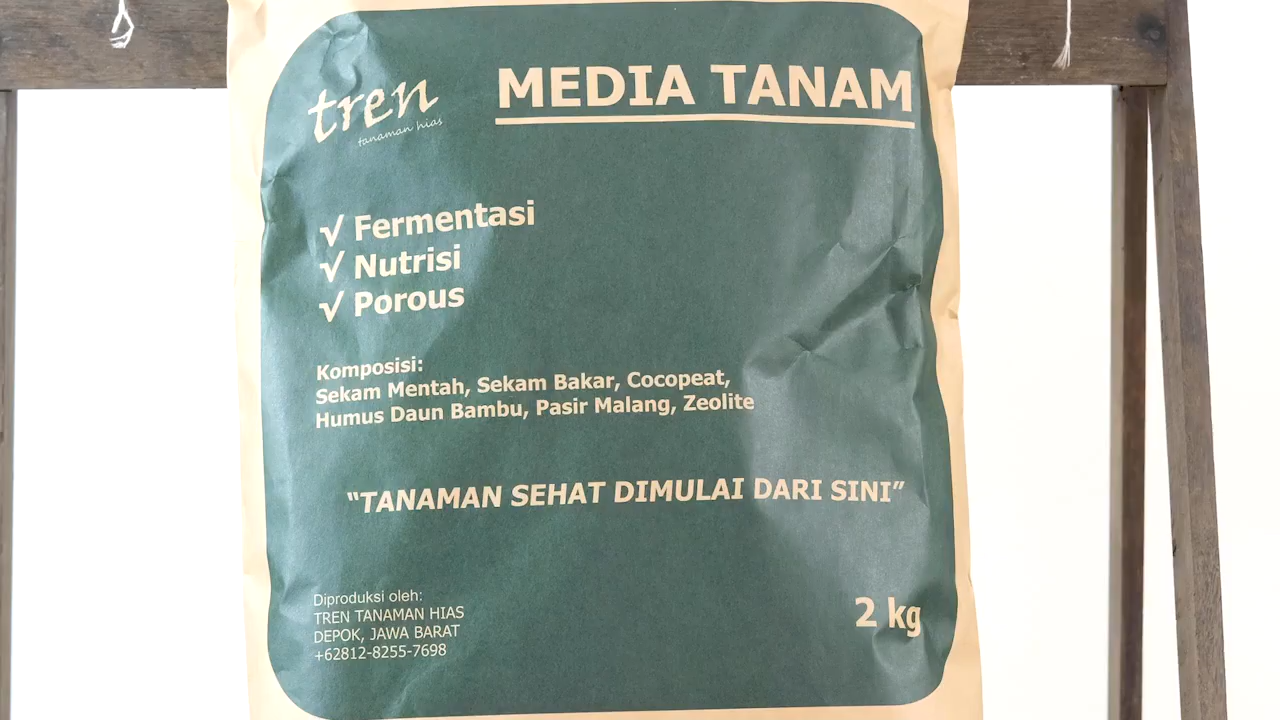 tren
tanaman hias
MEDIA TANAM
√ Fermentasi
√ Nutrisi
√ Porous
Komposisi:
Sekam Mentah, Sekam Bakar, Cocopeat,
Humus Daun Bambu, Pasir Malang, Zeolite
“TANAMAN SEHAT DIMULAI DARI SINI”
Diproduksi oleh:
TREN TANAMAN HIAS
DEPOK, JAWA BARAT
+62812-8255-7698
2 kg